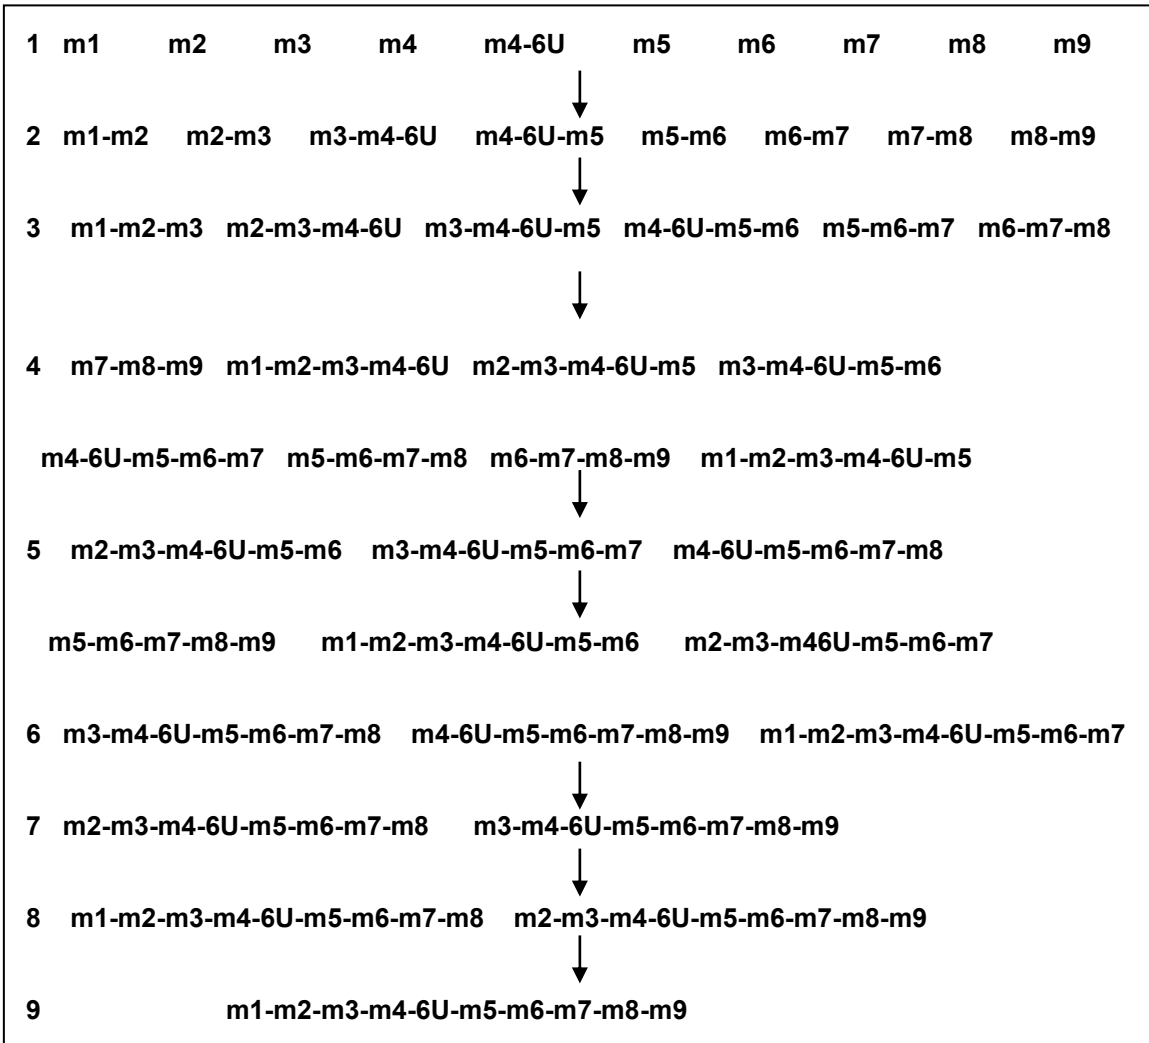 1 m1 m2 m3 m4 m4-6U m5 m6 m7 m8 m9
2 m1-m2 m2-m3 m3-m4-6U m4-6U-m5 m5-m6 m6-m7 m7-m8 m8-m9
3 m1-m2-m3 m2-m3-m4-6U m3-m4-6U-m5 m4-6U-m5-m6 m5-m6-m7 m6-m7-m8
4 m7-m8-m9 m1-m2-m3-m4-6U m2-m3-m4-6U-m5 m3-m4-6U-m5-m6
m4-6U-m5-m6-m7 m5-m6-m7-m8 m6-m7-m8-m9 m1-m2-m3-m4-6U-m5
5 m2-m3-m4-6U-m5-m6 m3-m4-6U-m5-m6-m7 m4-6U-m5-m6-m7-m8
m5-m6-m7-m8-m9 m1-m2-m3-m4-6U-m5-m6 m2-m3-m46U-m5-m6-m7
6 m3-m4-6U-m5-m6-m7-m8 m4-6U-m5-m6-m7-m8-m9 m1-m2-m3-m4-6U-m5-m6-m7
7 m2-m3-m4-6U-m5-m6-m7-m8 m3-m4-6U-m5-m6-m7-m8-m9
8 m1-m2-m3-m4-6U-m5-m6-m7-m8 m2-m3-m4-6U-m5-m6-m7-m8-m9
9 m1-m2-m3-m4-6U-m5-m6-m7-m8-m9